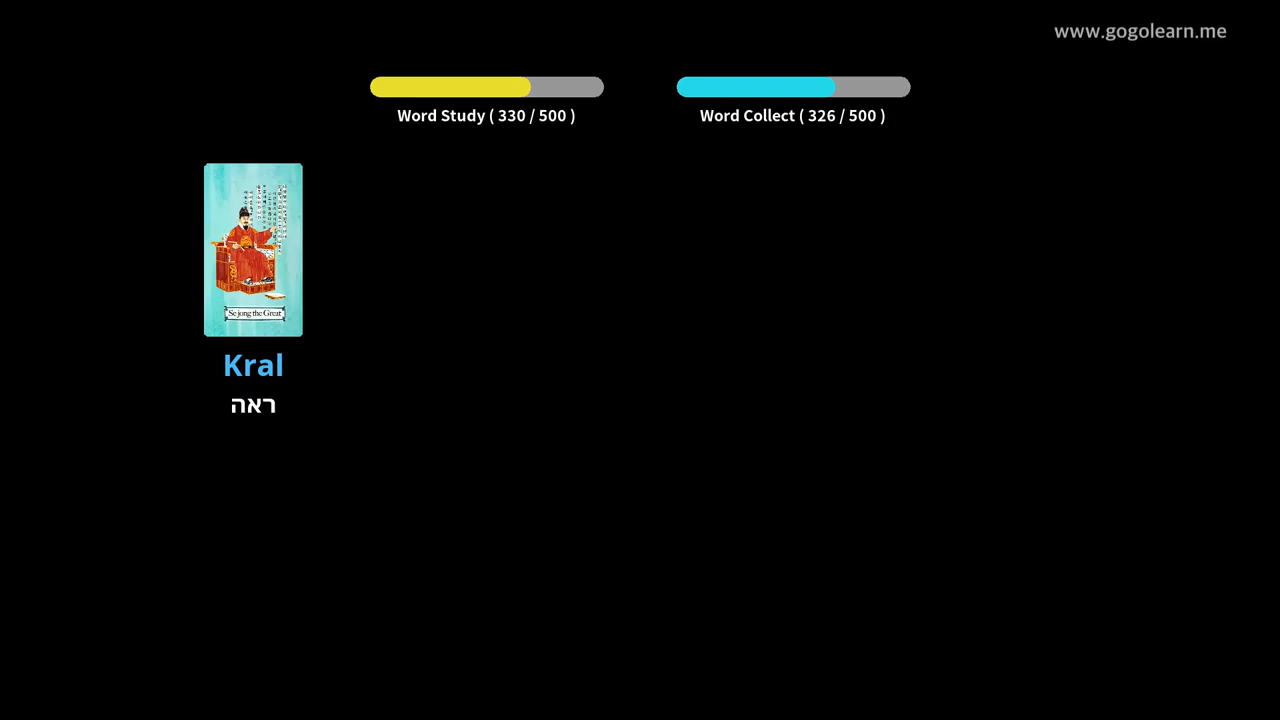 www.gogolearn.me
Word Study ( 330 / 500 )
Word Collect ( 326 / 500 )
Sejong the Great
Kral
ראה